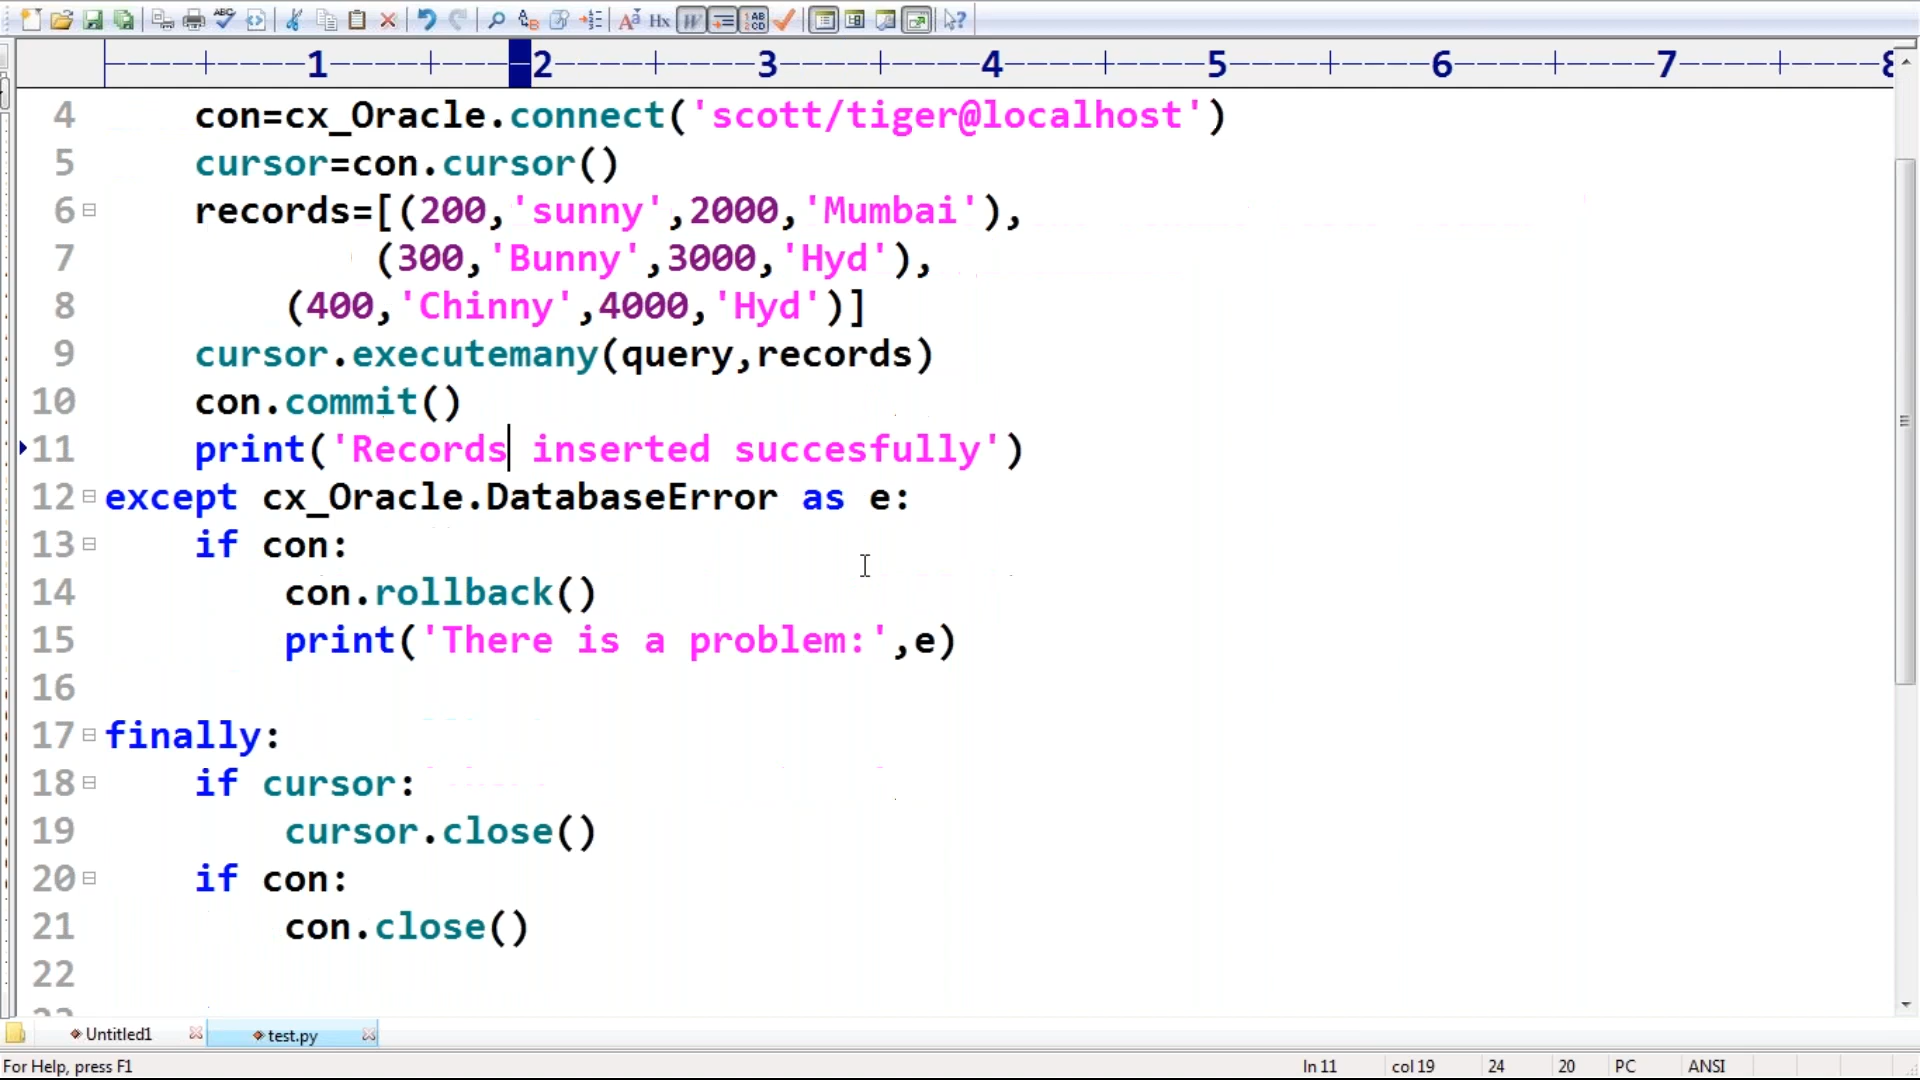 1 2 3 4 5 6 7 8
4 con=cx_Oracle.connect('scott/tiger@localhost')
5 cursor=con.cursor()
6 records=[(200,'sunny',2000,'Mumbai'),
7 (300,'Bunny',3000,'Hyd'),
8 (400,'Chinny',4000,'Hyd')]
9 cursor.executemany(query,records)
10 con.commit()
11 print('Records inserted succesfully')
12 except cx_Oracle.DatabaseError as e:
13 if con:
14 con.rollback()
15 print('There is a problem:',e)
16
17 finally:
18 if cursor:
19 cursor.close()
20 if con:
21 con.close()
22
Untitled1 test.py
For Help, press F1 ln 11 col 19 24 20 PC ANSI